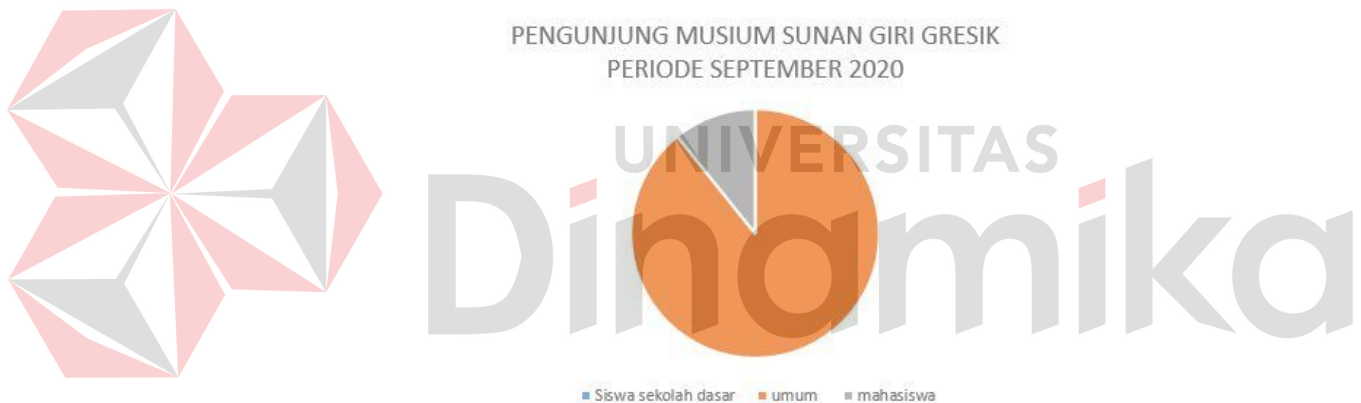 PENGUNJUNG MUSIUM SUNAN GIRI GRESIK
PERIODE SEPTEMBER 2020
UNIVERSITAS
Dinamika
Siswa sekolah dasar umum mahasiswa